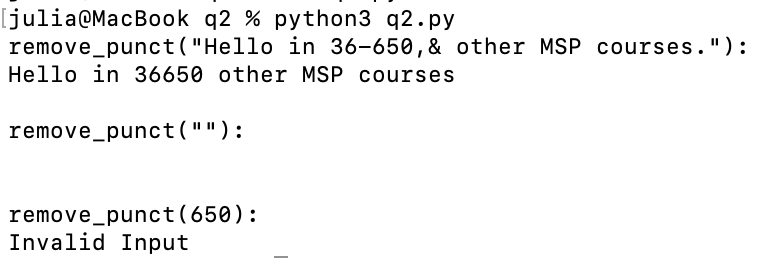 [julia@MacBook q2 % python3 q2.py
remove_punct("Hello in 36-650,& other MSP courses."):
Hello in 36650 other MSP courses
remove_punct(""):
remove_punct(650):
Invalid Input